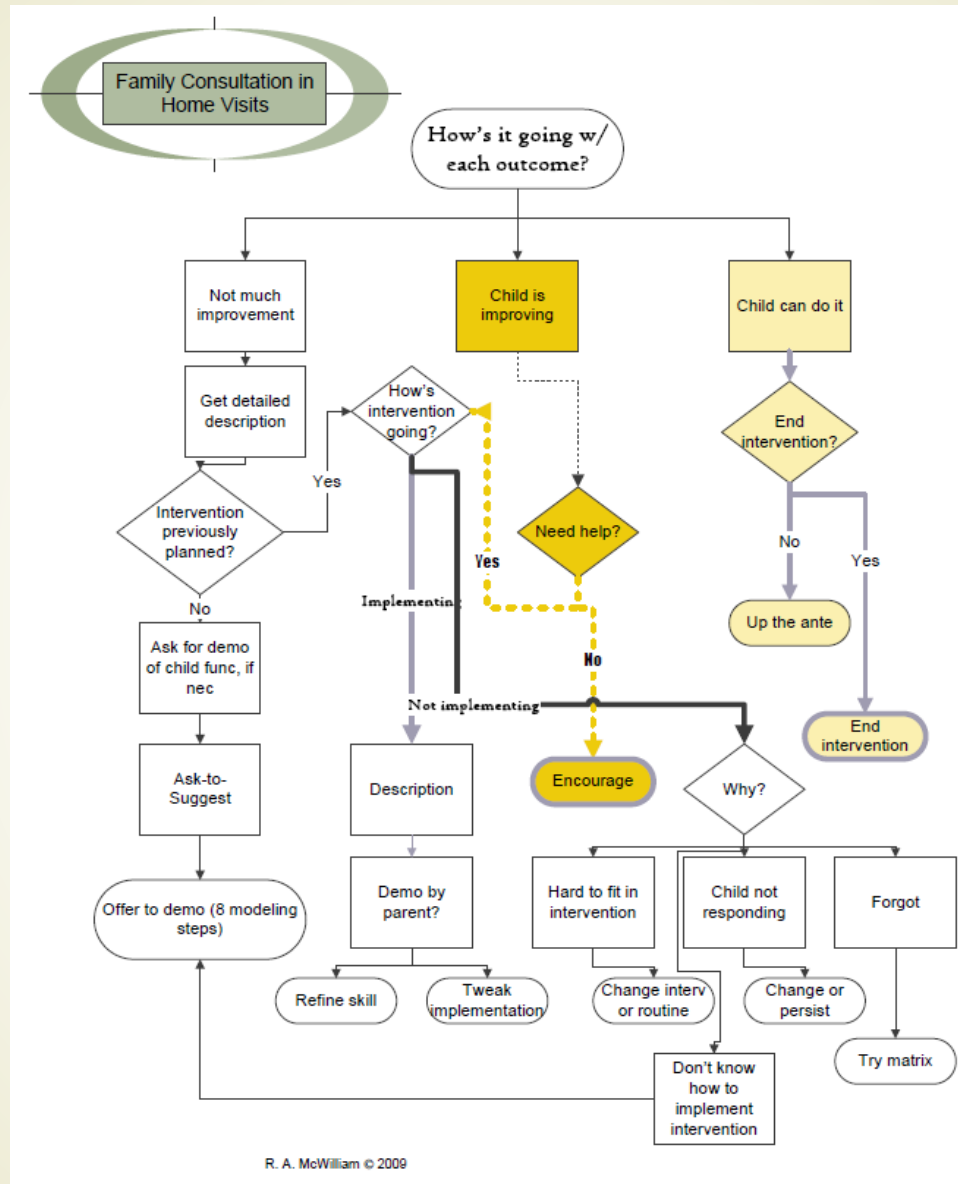 Family Consultation in
Home Visits
How's it going w/
each outcome?
Not much
improvement
Child is
improving
Child can do it
Get detailed
description
How's
intervention
going?
End
intervention?
Yes
Intervention
previously
planned?
Need help?
No
Yes
Yes
Implementing
No
Up the ante
Ask for demo
of child func, if
nec
No
Not implementing
End
intervention
Ask-to-
Suggest
Description
Encourage
Why?
Offer to demo (8 modeling
steps)
Demo by
parent?
Hard to fit in
intervention
Child not
responding
Forgot
Refine skill
Tweak
implementation
Change interv
or routine
Change or
persist
Try matrix
Don't know
how to
implement
intervention
R. A. McWilliam © 2009